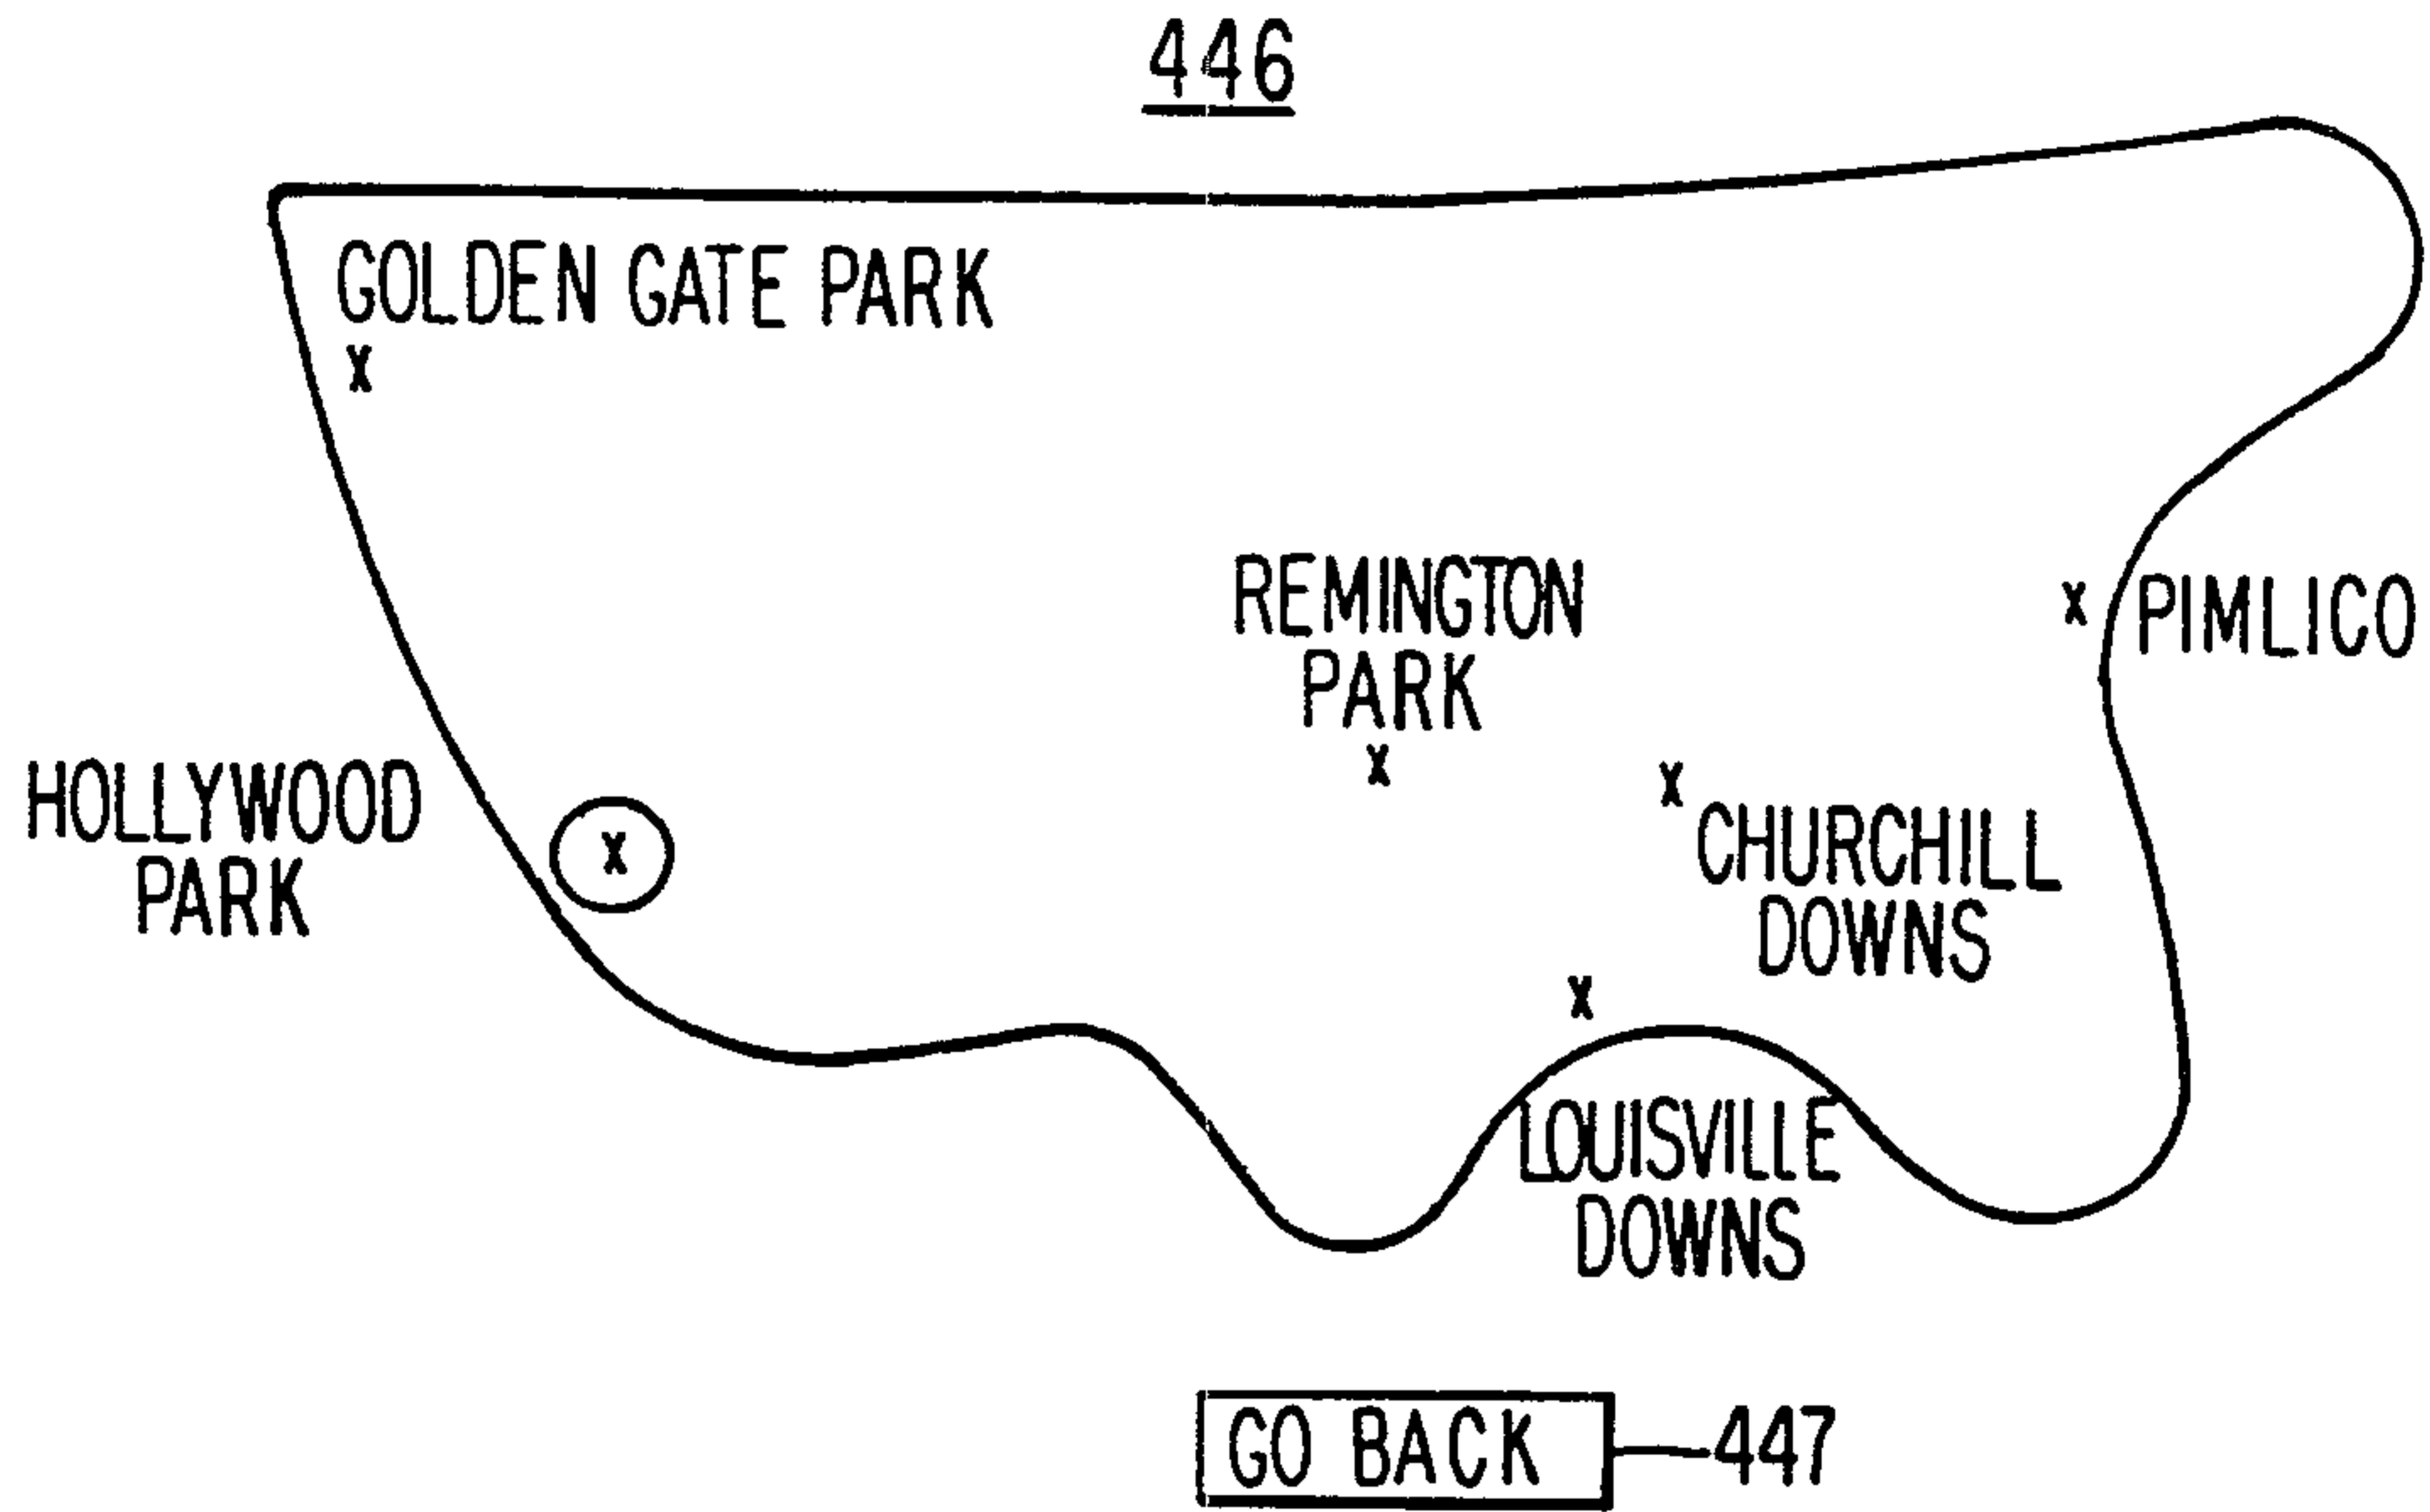 446
GOLDEN GATE PARK
X
REMINGTON
PARK
X
X PIMLICO
HOLLYWOOD
PARK
X
X
CHURCHILL
DOWNS
X
LOUISVILLE
DOWNS
GO BACK 447